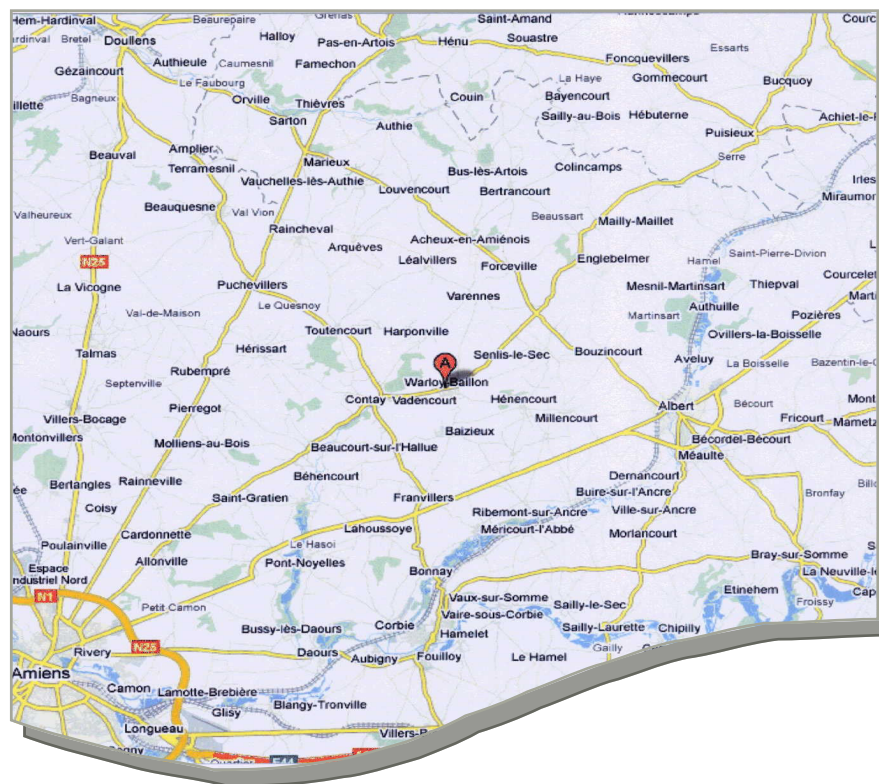 Hem-Hardinval
Beaurepaire
Grenas
Saint-Amand
Courc
rdinval
Bretel
Doullens
Halloy
Pas-en-Artois
Hénu
Souastre
Essarts
Authieule
Caumesnil
Famechon
Foncquevillers
Gézaincourt
Le Faubourg
La Haye
Gommecourt
Bucquoy
illette
Bagneux
Orville
Thièvres
Couin
Bayencourt
Sarton
Authie
Sailly-au-Bois
Hébuterne
Achiet-le-
Puisieux
Beauval
Amplier
Terramesnil
Marieux
Serre
Vauchelles-lès-Authie
Bus-lès-Artois
Colincamps
Irles
Louvencourt
Bertrancourt
Miraumor
Valheureux
Beauquesne
Val Vion
Beaussart
Mailly-Maillet
Vert-Galant
Raincheval
Arquèves
Acheux-en-Amiénois
N25
Léalvillers
Forceville
Englebelmer
Hamel
Saint-Pierre-Divion
La Vicogne
Puchevillers
Varennes
Mesnil-Martinsart
Thiepval
Courcelet
Le Quesnoy
Authuille
Marti
Val-de-Maison
Martinsart
Pozières
Naours
Toutencourt
Harponville
Ovillers-la-Boisselle
Talmas
Hérissart
A
Senlis-le-Sec
Bouzincourt
Aveluy
La Boisselle
Bazentin-le-
Septenville
Rubempré
Warloy-Baillon
Contay
Vadencourt
Hénencourt
Albert
Bécourt
Mont
Villers-Bocage
Pierregot
Millencourt
Fricourt
Mametz
Montonvillers
Molliens-au-Bois
Beaucourt-sur-l'Hallue
Baizieux
Bécordel-Bécourt
Méaulte
Bertangles
Rainneville
Béhencourt
Dernancourt
Bronfay
Saint-Gratien
Franvillers
Buire-sur-l'Ancre
Coisy
Ribemont-sur-Ancre
Ville-sur-Ancre
Cardonnette
Lahoussoye
Méricourt-l'Abbé
Morlancourt
Poulainville
Le Hasoi
Allonville
Pont-Noyelles
Bray-sur-Somme
Espace
ndustriel Nord
Bonnay
La Neuville-l
N1
Petit Camon
Vaux-sur-Somme
Sailly-le-Sec
Etinehem
Froissy
Cap
Vaire-sous-Corbie
Bussy-lès-Daours
Corbie
Hamelet
Sailly-Laurette
Chipilly
N25
Rivery
Daours
Aubigny
Fouilloy
Le Hamel
Gailly
Amiens
Camon
Lamotte-Brebière
Glisy
Blangy-Tronville
Longueau
Villers-
E44